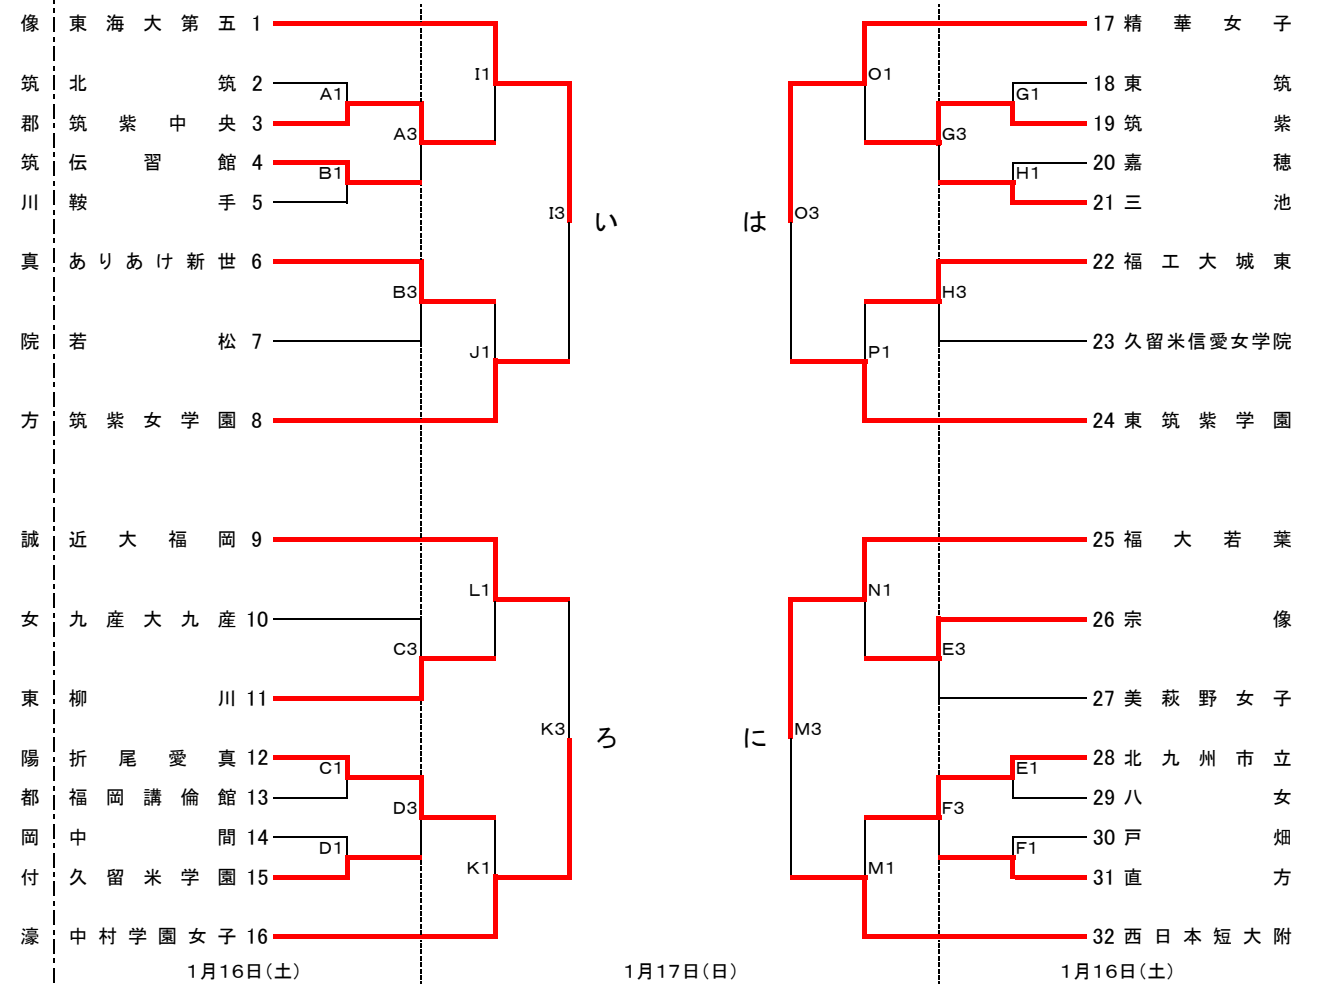 像 東海大第五 1
筑 北筑 2
郡 筑紫中央 3
筑 伝習館 4
川 鞍手 5
真 ありあけ新世 6
院 若松 7
方 筑紫女学園 8
誠 近大福岡 9
女 九産大九産 10
東 柳川 11
陽 折尾愛真 12
都 福岡講倫館 13
岡 中間 14
付 久留米学園 15
濠 中村学園女子 16
A1
B1
A3
B3
I1
J1
I3
い
C3
C1
D1
D3
L1
K1
K3
ろ
は
O3
O1
P1
G3
H3
G1
H1
に
M3
N1
M1
E3
F3
E1
F1
17 精華女子
18 東筑
19 筑紫
20 嘉穂
21 三池
22 福工大城東
23 久留米信愛女学院
24 東筑紫学園
25 福大若葉
26 宗像
27 美萩野女子
28 北九州市立
29 八女
30 戸畑
31 直方
32 西日本短大附
1月16日(土)
1月17日(日)
1月16日(土)